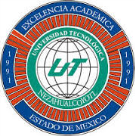 EXCELENCIA ACADEMICA
UNIVERSIDAD TECNOLOGICA
1991
UT
1991
NEZAHUALCOYOTL
ESTADO DE MEXICO